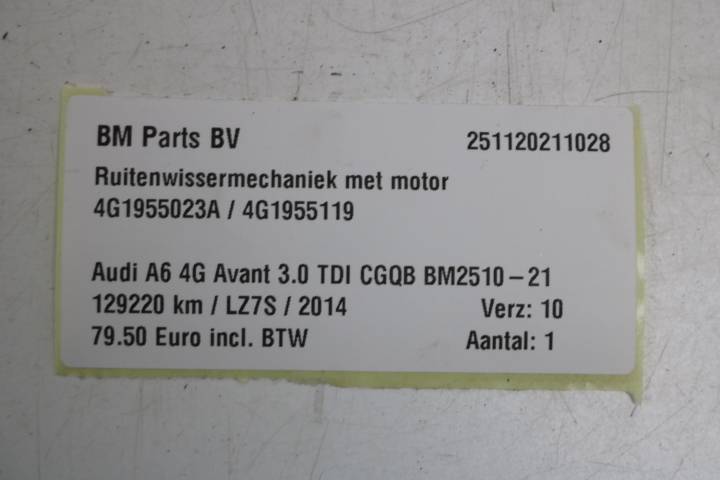 BM Parts BV 251120211028
Ruitenwissermechaniek met motor
4G1955023A / 4G1955119
Audi A6 4G Avant 3.0 TDI CGQB BM2510-21
129220 km / LZ7S / 2014 Verz: 10
79.50 Euro incl. BTW Aantal: 1